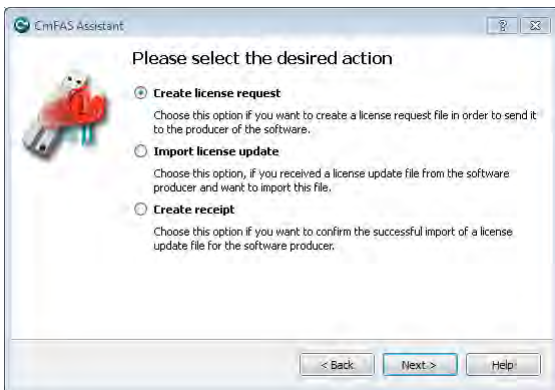 CmFAS Assistant
Please select the desired action
Create license request
Choose this option if you want to create a license request file in order to send it
to the producer of the software.
Import license update
Choose this option, if you received a license update file from the software
producer and want to import this file.
Create receipt
Choose this option if you want to confirm the successful import of a license
update file for the software producer.
< Back Next > Help